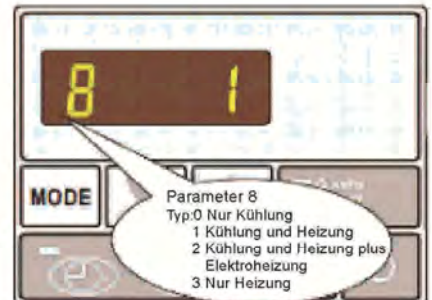 8 1
MODE
Parameter 8
Typ:0 Nur Kühlung
1 Kühlung und Heizung
2 Kühlung und Heizung plus
Elektroheizung
3 Nur Heizung